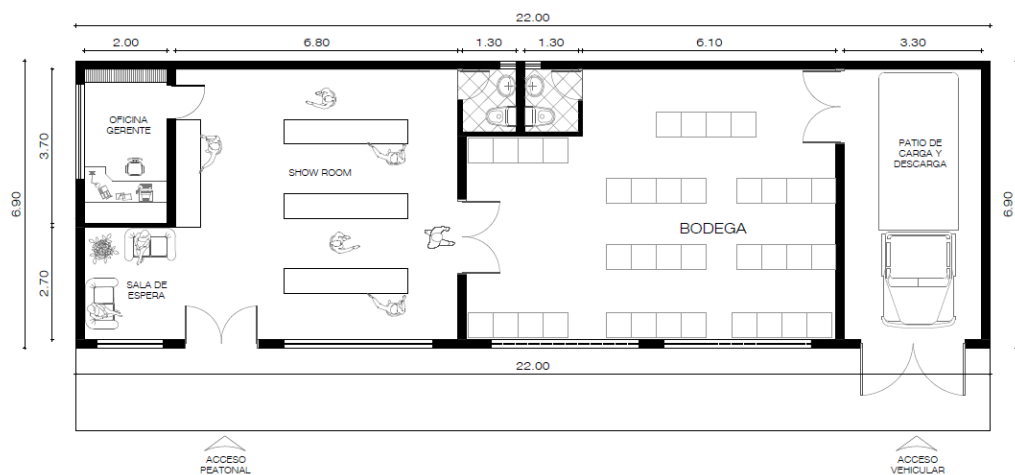 22.00
2.00
6.80
1.30
1.30
6.10
3.30
OFICINA
GERENTE
3.70
6.90
SHOW ROOM
PATIO DE
CARGA Y
DESCARGA
6.90
BODEGA
2.70
SALA DE
ESPERA
22.00
ACCESO
PEATONAL
ACCESO
VEHICULAR